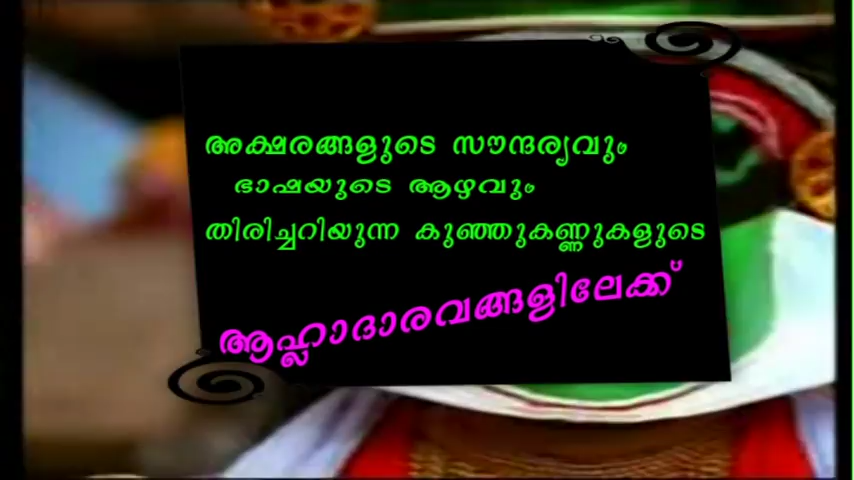 അക്ഷരങ്ങളുടെ സൗന്ദര്യവും
ഭാഷയുടെ ആഴവും
തിരിച്ചറിയുന്ന കുഞ്ഞുകണ്ണുകളുടെ
ആഹ്ലാദാരവങ്ങളിലേക്ക്